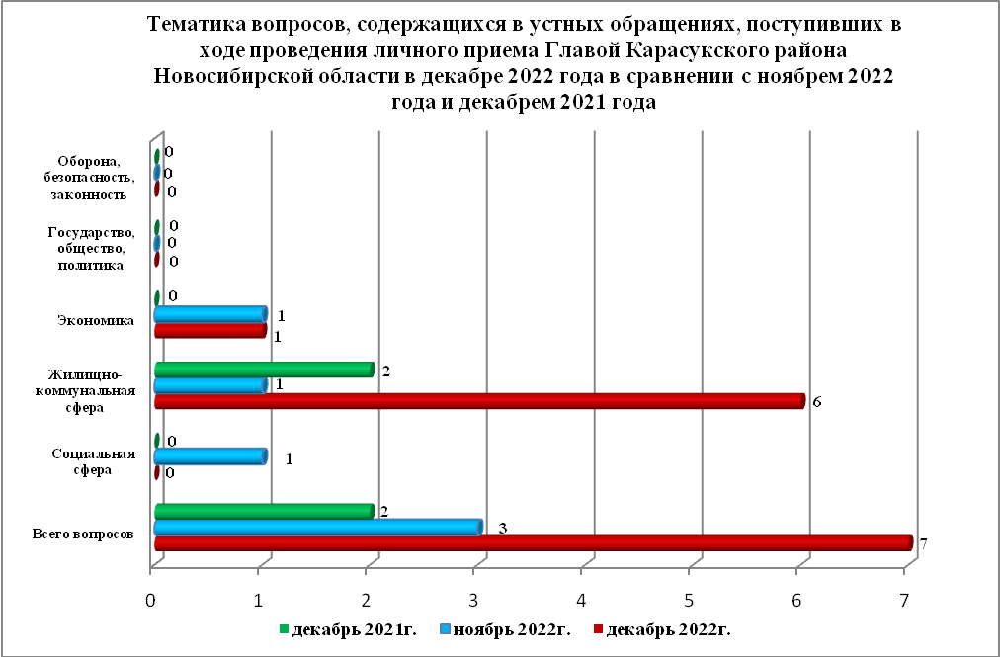 Тематика вопросов, содержащихся в устных обращениях, поступивших в
ходе проведения личного приема Главой Карасукского района
Новосибирской области в декабре 2022 года в сравнении с ноябрем 2022
года и декабрем 2021 года
Оборона,
безопасность,
законность
0
0
0
Государство,
общество,
политика
0
0
0
Экономика
0
1
1
Жилищно-
коммунальная
сфера
2
1
6
Социальная
сфера
0
1
0
Всего вопросов
2
3
7
0 1 2 3 4 5 6 7
декабрь 2021г. ноябрь 2022г. декабрь 2022г.